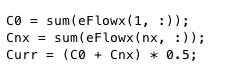 C0 = sum(eFlowx(1, :));
Cnx = sum(eFlowx(nx, :));
Curr = (C0 + Cnx) * 0.5;